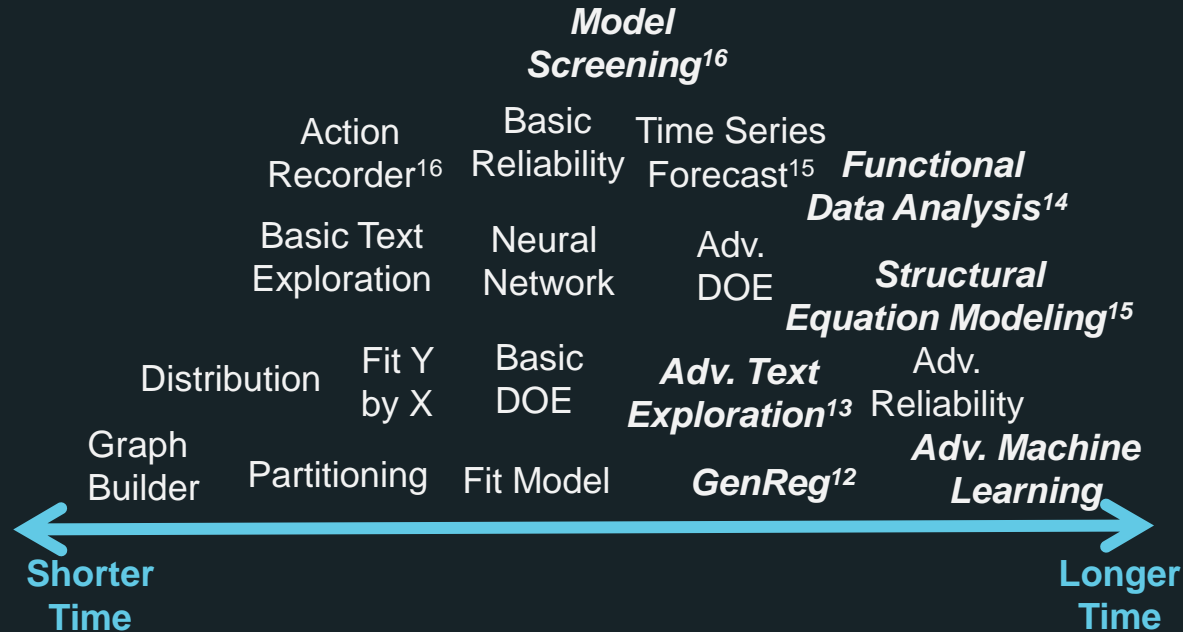 Model
Screening¹⁶
Action
Recorder¹⁶
Basic
Reliability
Time Series
Forecast¹⁵
Functional
Data Analysis¹⁴
Basic Text
Exploration
Neural
Network
Adv.
DOE
Structural
Equation Modeling¹⁵
Distribution
Fit Y
by X
Basic
DOE
Adv. Text
Exploration¹³
Adv.
Reliability
Graph
Builder
Partitioning
Fit Model
GenReg¹²
Adv. Machine
Learning
Shorter
Time
Longer
Time